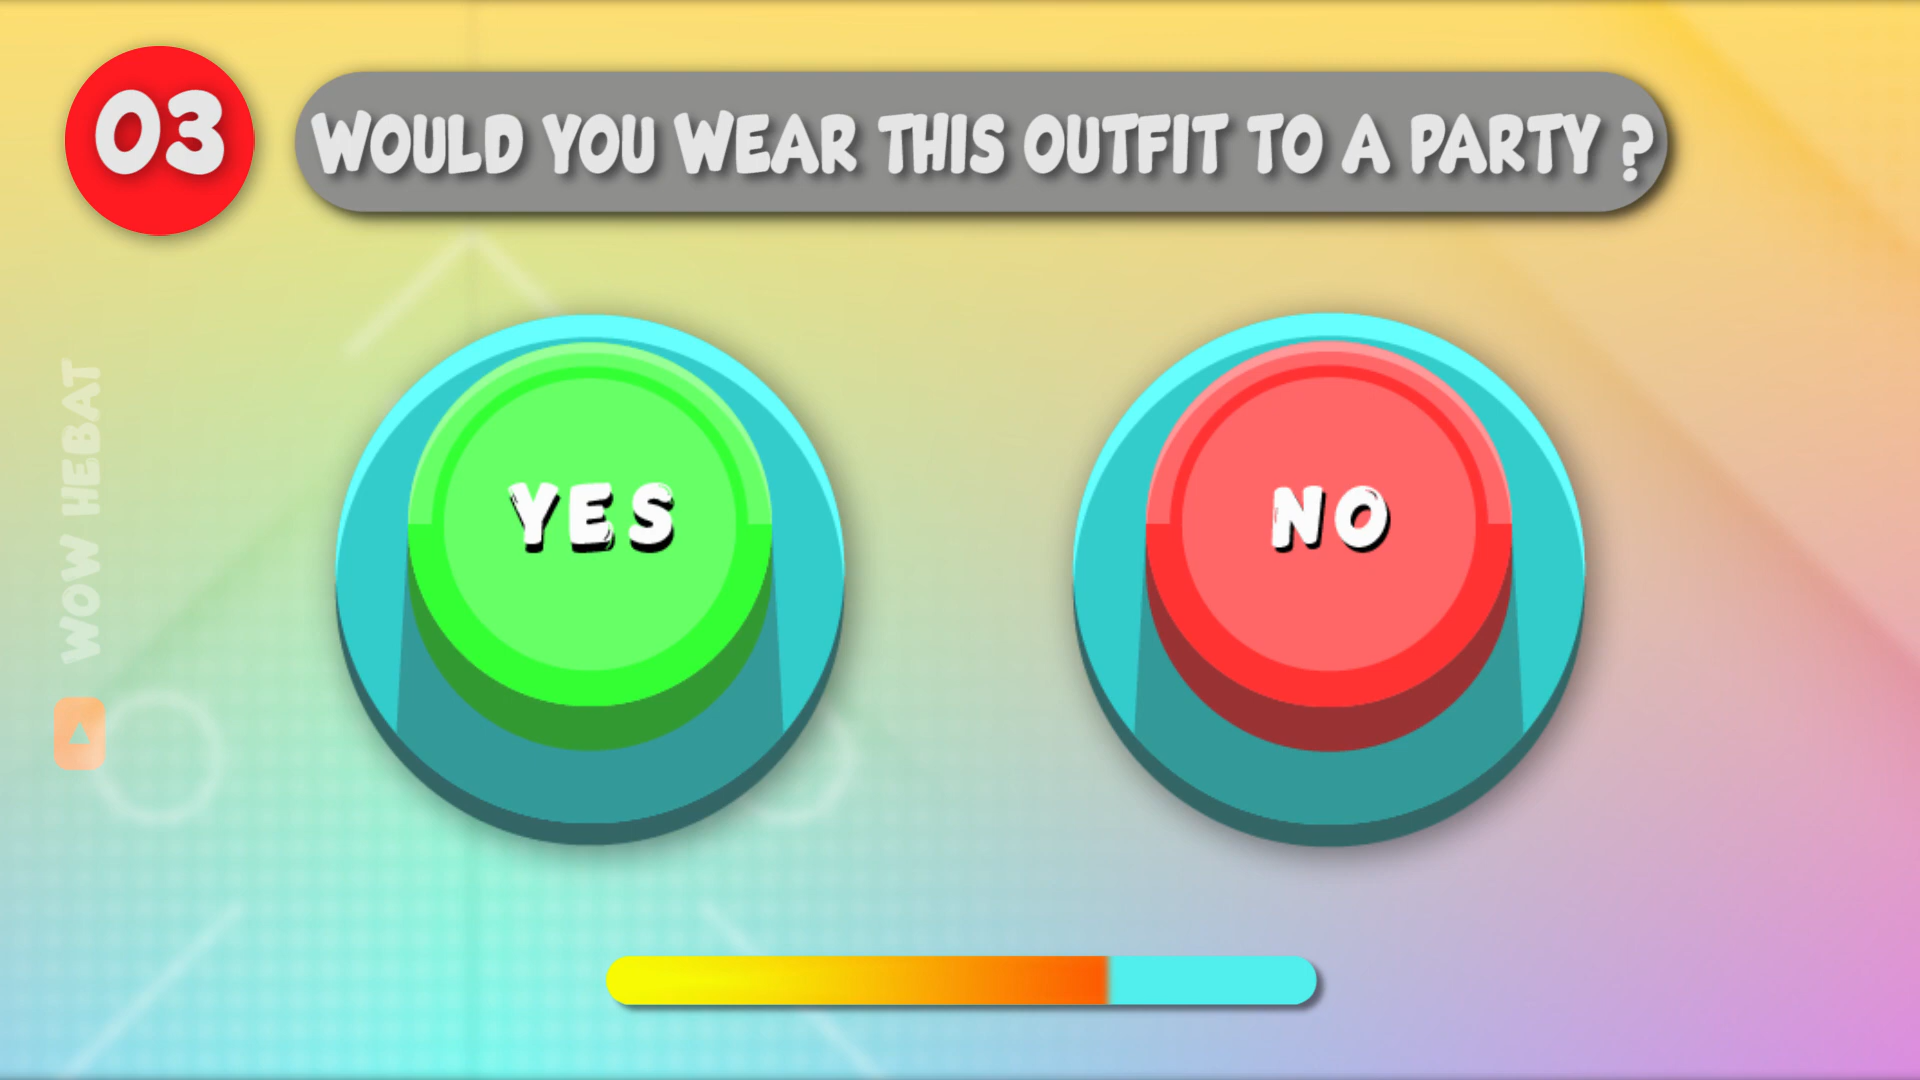 03
WOULD YOU WEAR THIS OUTFIT TO A PARTY ?
YES
NO
WOW HEBAT